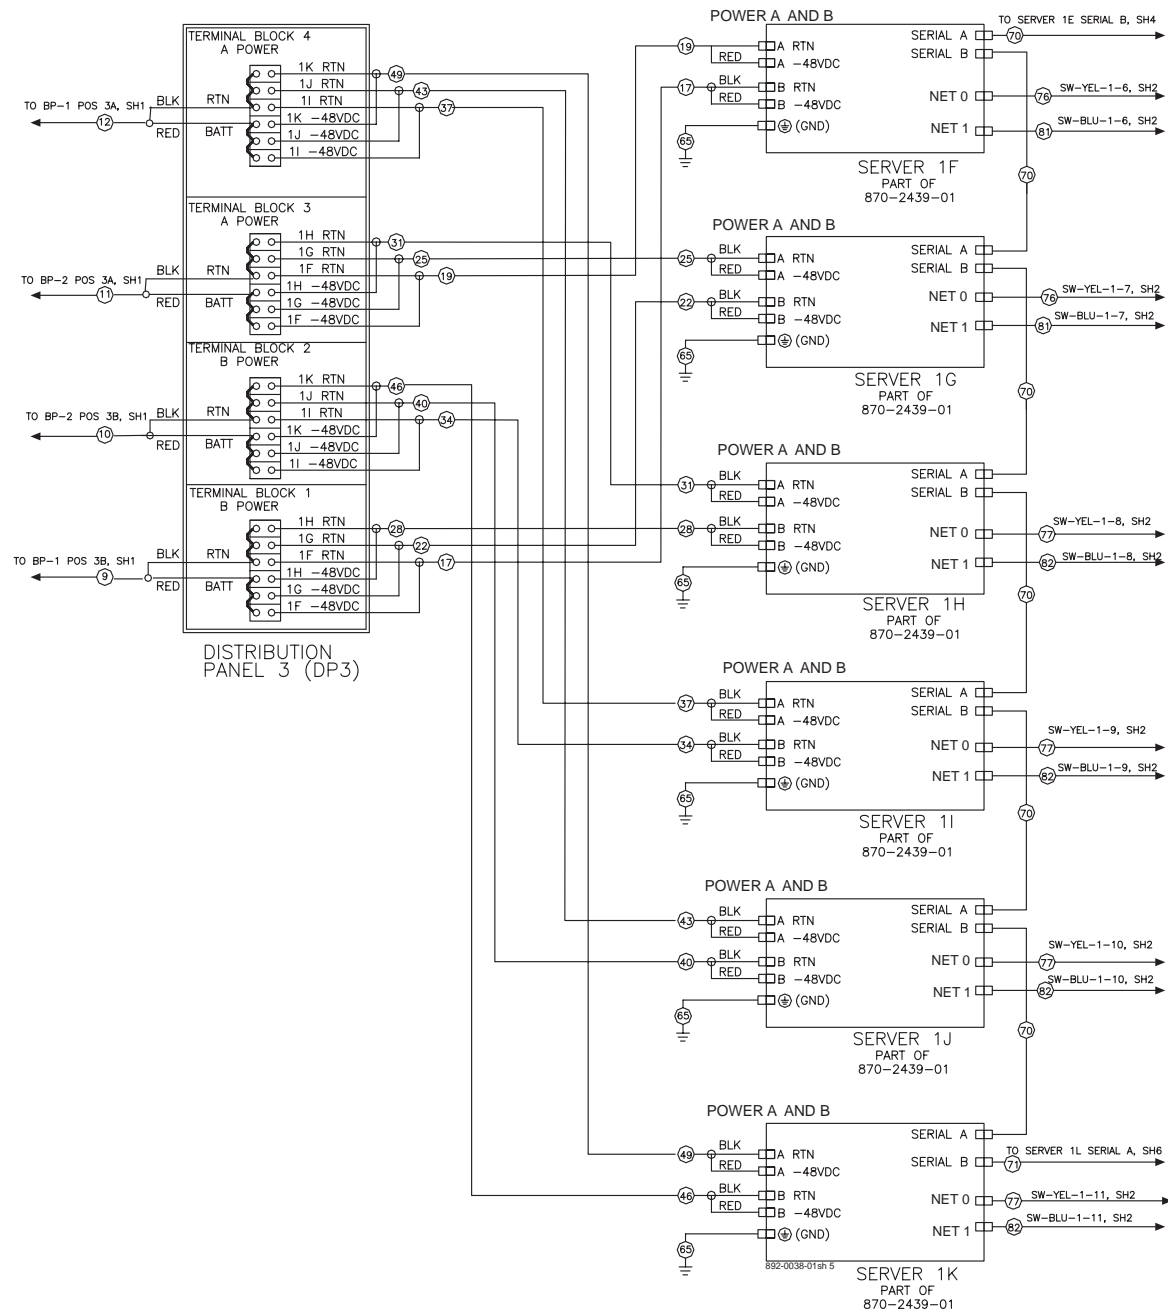 TERMINAL BLOCK 4
A POWER
1K RTN
49
1J RTN
43
1I RTN
37
1K -48VDC
1J -48VDC
1I -48VDC
RTN
BATT
BLK
RED
TO BP-1 POS 3A, SH1
12
TERMINAL BLOCK 3
A POWER
1H RTN
31
1G RTN
25
1F RTN
19
1H -48VDC
1G -48VDC
1F -48VDC
RTN
BATT
BLK
RED
TO BP-2 POS 3A, SH1
11
TERMINAL BLOCK 2
B POWER
1K RTN
46
1J RTN
40
1I RTN
34
1K -48VDC
1J -48VDC
1I -48VDC
RTN
BATT
BLK
RED
TO BP-2 POS 3B, SH1
10
TERMINAL BLOCK 1
B POWER
1H RTN
28
1G RTN
22
1F RTN
17
1H -48VDC
1G -48VDC
1F -48VDC
RTN
BATT
BLK
RED
TO BP-1 POS 3B, SH1
9
DISTRIBUTION
PANEL 3 (DP3)
POWER A AND B
19
RED
A RTN
A -48VDC
17
BLK
RED
B RTN
B -48VDC
65
(GND)
SERIAL A
70
TO SERVER 1E SERIAL B, SH4
SERIAL B
NET 0
76
SW-YEL-1-6, SH2
NET 1
81
SW-BLU-1-6, SH2
SERVER 1F
PART OF
870-2439-01
70
POWER A AND B
25
BLK
RED
A RTN
A -48VDC
22
BLK
RED
B RTN
B -48VDC
65
(GND)
SERIAL A
SERIAL B
NET 0
76
SW-YEL-1-7, SH2
NET 1
81
SW-BLU-1-7, SH2
SERVER 1G
PART OF
870-2439-01
70
POWER A AND B
31
BLK
RED
A RTN
A -48VDC
28
BLK
RED
B RTN
B -48VDC
65
(GND)
SERIAL A
SERIAL B
NET 0
77
SW-YEL-1-8, SH2
NET 1
82
SW-BLU-1-8, SH2
SERVER 1H
PART OF
870-2439-01
70
POWER A AND B
37
BLK
RED
A RTN
A -48VDC
34
BLK
RED
B RTN
B -48VDC
65
(GND)
SERIAL A
SERIAL B
NET 0
77
SW-YEL-1-9, SH2
NET 1
82
SW-BLU-1-9, SH2
SERVER 1I
PART OF
870-2439-01
70
POWER A AND B
43
BLK
RED
A RTN
A -48VDC
40
BLK
RED
B RTN
B -48VDC
65
(GND)
SERIAL A
SERIAL B
NET 0
77
SW-YEL-1-10, SH2
NET 1
82
SW-BLU-1-10, SH2
SERVER 1J
PART OF
870-2439-01
70
POWER A AND B
49
BLK
RED
A RTN
A -48VDC
46
BLK
RED
B RTN
B -48VDC
65
(GND)
SERIAL A
SERIAL B
71
TO SERVER 1L SERIAL A, SH6
NET 0
77
SW-YEL-1-11, SH2
NET 1
82
SW-BLU-1-11, SH2
892-0038-01sh 5
SERVER 1K
PART OF
870-2439-01